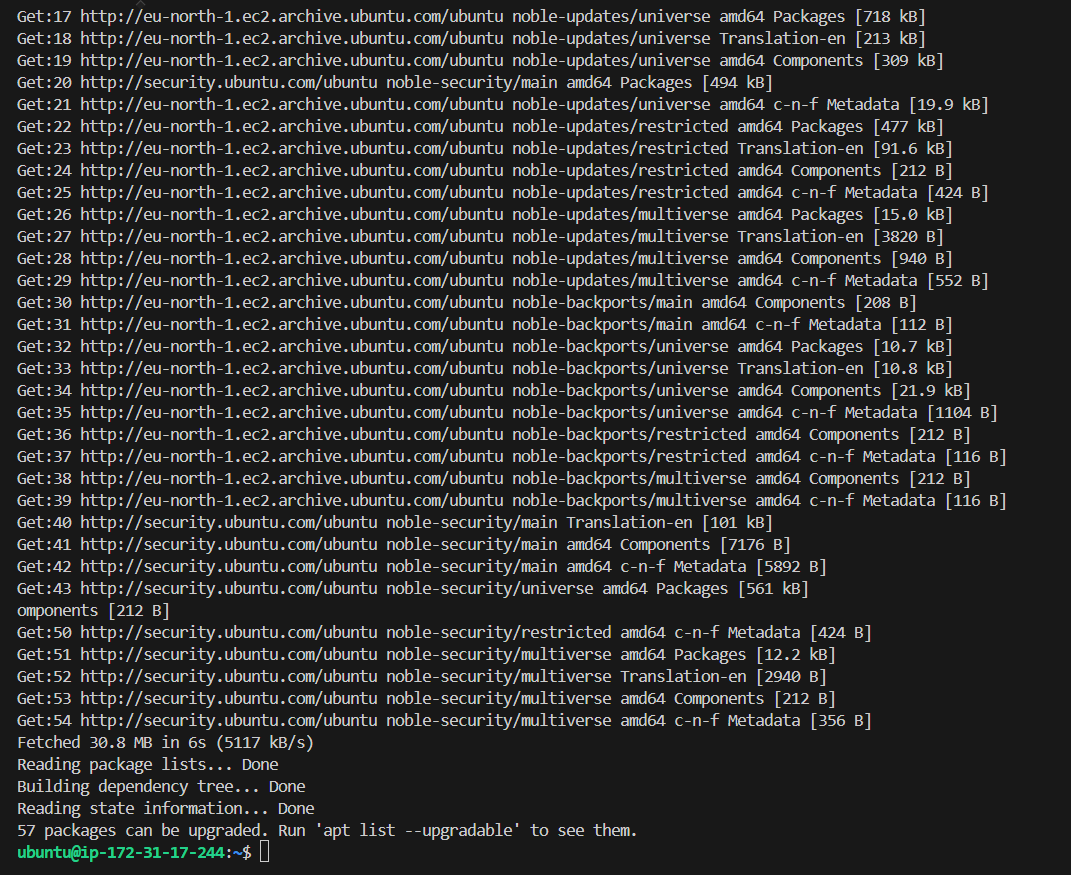 Get:17 http://eu-north-1.ec2.archive.ubuntu.com/ubuntu noble-updates/universe amd64 Packages [718 kB]
Get:18 http://eu-north-1.ec2.archive.ubuntu.com/ubuntu noble-updates/universe Translation-en [213 kB]
Get:19 http://eu-north-1.ec2.archive.ubuntu.com/ubuntu noble-updates/universe amd64 Components [309 kB]
Get:20 http://security.ubuntu.com/ubuntu noble-security/main amd64 Packages [494 kB]
Get:21 http://eu-north-1.ec2.archive.ubuntu.com/ubuntu noble-updates/universe amd64 c-n-f Metadata [19.9 kB]
Get:22 http://eu-north-1.ec2.archive.ubuntu.com/ubuntu noble-updates/restricted amd64 Packages [477 kB]
Get:23 http://eu-north-1.ec2.archive.ubuntu.com/ubuntu noble-updates/restricted Translation-en [91.6 kB]
Get:24 http://eu-north-1.ec2.archive.ubuntu.com/ubuntu noble-updates/restricted amd64 Components [212 B]
Get:25 http://eu-north-1.ec2.archive.ubuntu.com/ubuntu noble-updates/restricted amd64 c-n-f Metadata [424 B]
Get:26 http://eu-north-1.ec2.archive.ubuntu.com/ubuntu noble-updates/multiverse amd64 Packages [15.0 kB]
Get:27 http://eu-north-1.ec2.archive.ubuntu.com/ubuntu noble-updates/multiverse Translation-en [3820 B]
Get:28 http://eu-north-1.ec2.archive.ubuntu.com/ubuntu noble-updates/multiverse amd64 Components [940 B]
Get:29 http://eu-north-1.ec2.archive.ubuntu.com/ubuntu noble-updates/multiverse amd64 c-n-f Metadata [552 B]
Get:30 http://eu-north-1.ec2.archive.ubuntu.com/ubuntu noble-backports/main amd64 Components [208 B]
Get:31 http://eu-north-1.ec2.archive.ubuntu.com/ubuntu noble-backports/main amd64 c-n-f Metadata [112 B]
Get:32 http://eu-north-1.ec2.archive.ubuntu.com/ubuntu noble-backports/universe amd64 Packages [10.7 kB]
Get:33 http://eu-north-1.ec2.archive.ubuntu.com/ubuntu noble-backports/universe Translation-en [10.8 kB]
Get:34 http://eu-north-1.ec2.archive.ubuntu.com/ubuntu noble-backports/universe amd64 Components [21.9 kB]
Get:35 http://eu-north-1.ec2.archive.ubuntu.com/ubuntu noble-backports/universe amd64 c-n-f Metadata [1104 B]
Get:36 http://eu-north-1.ec2.archive.ubuntu.com/ubuntu noble-backports/restricted amd64 Components [212 B]
Get:37 http://eu-north-1.ec2.archive.ubuntu.com/ubuntu noble-backports/restricted amd64 c-n-f Metadata [116 B]
Get:38 http://eu-north-1.ec2.archive.ubuntu.com/ubuntu noble-backports/multiverse amd64 Components [212 B]
Get:39 http://eu-north-1.ec2.archive.ubuntu.com/ubuntu noble-backports/multiverse amd64 c-n-f Metadata [116 B]
Get:40 http://security.ubuntu.com/ubuntu noble-security/main Translation-en [101 kB]
Get:41 http://security.ubuntu.com/ubuntu noble-security/main amd64 Components [7176 B]
Get:42 http://security.ubuntu.com/ubuntu noble-security/main amd64 c-n-f Metadata [5892 B]
Get:43 http://security.ubuntu.com/ubuntu noble-security/universe amd64 Packages [561 kB]
omponents [212 B]
Get:50 http://security.ubuntu.com/ubuntu noble-security/restricted amd64 c-n-f Metadata [424 B]
Get:51 http://security.ubuntu.com/ubuntu noble-security/multiverse amd64 Packages [12.2 kB]
Get:52 http://security.ubuntu.com/ubuntu noble-security/multiverse Translation-en [2940 B]
Get:53 http://security.ubuntu.com/ubuntu noble-security/multiverse amd64 Components [212 B]
Get:54 http://security.ubuntu.com/ubuntu noble-security/multiverse amd64 c-n-f Metadata [356 B]
Fetched 30.8 MB in 6s (5117 kB/s)
Reading package lists... Done
Building dependency tree... Done
Reading state information... Done
57 packages can be upgraded. Run 'apt list --upgradable' to see them.
ubuntu@ip-172-31-17-244:~$